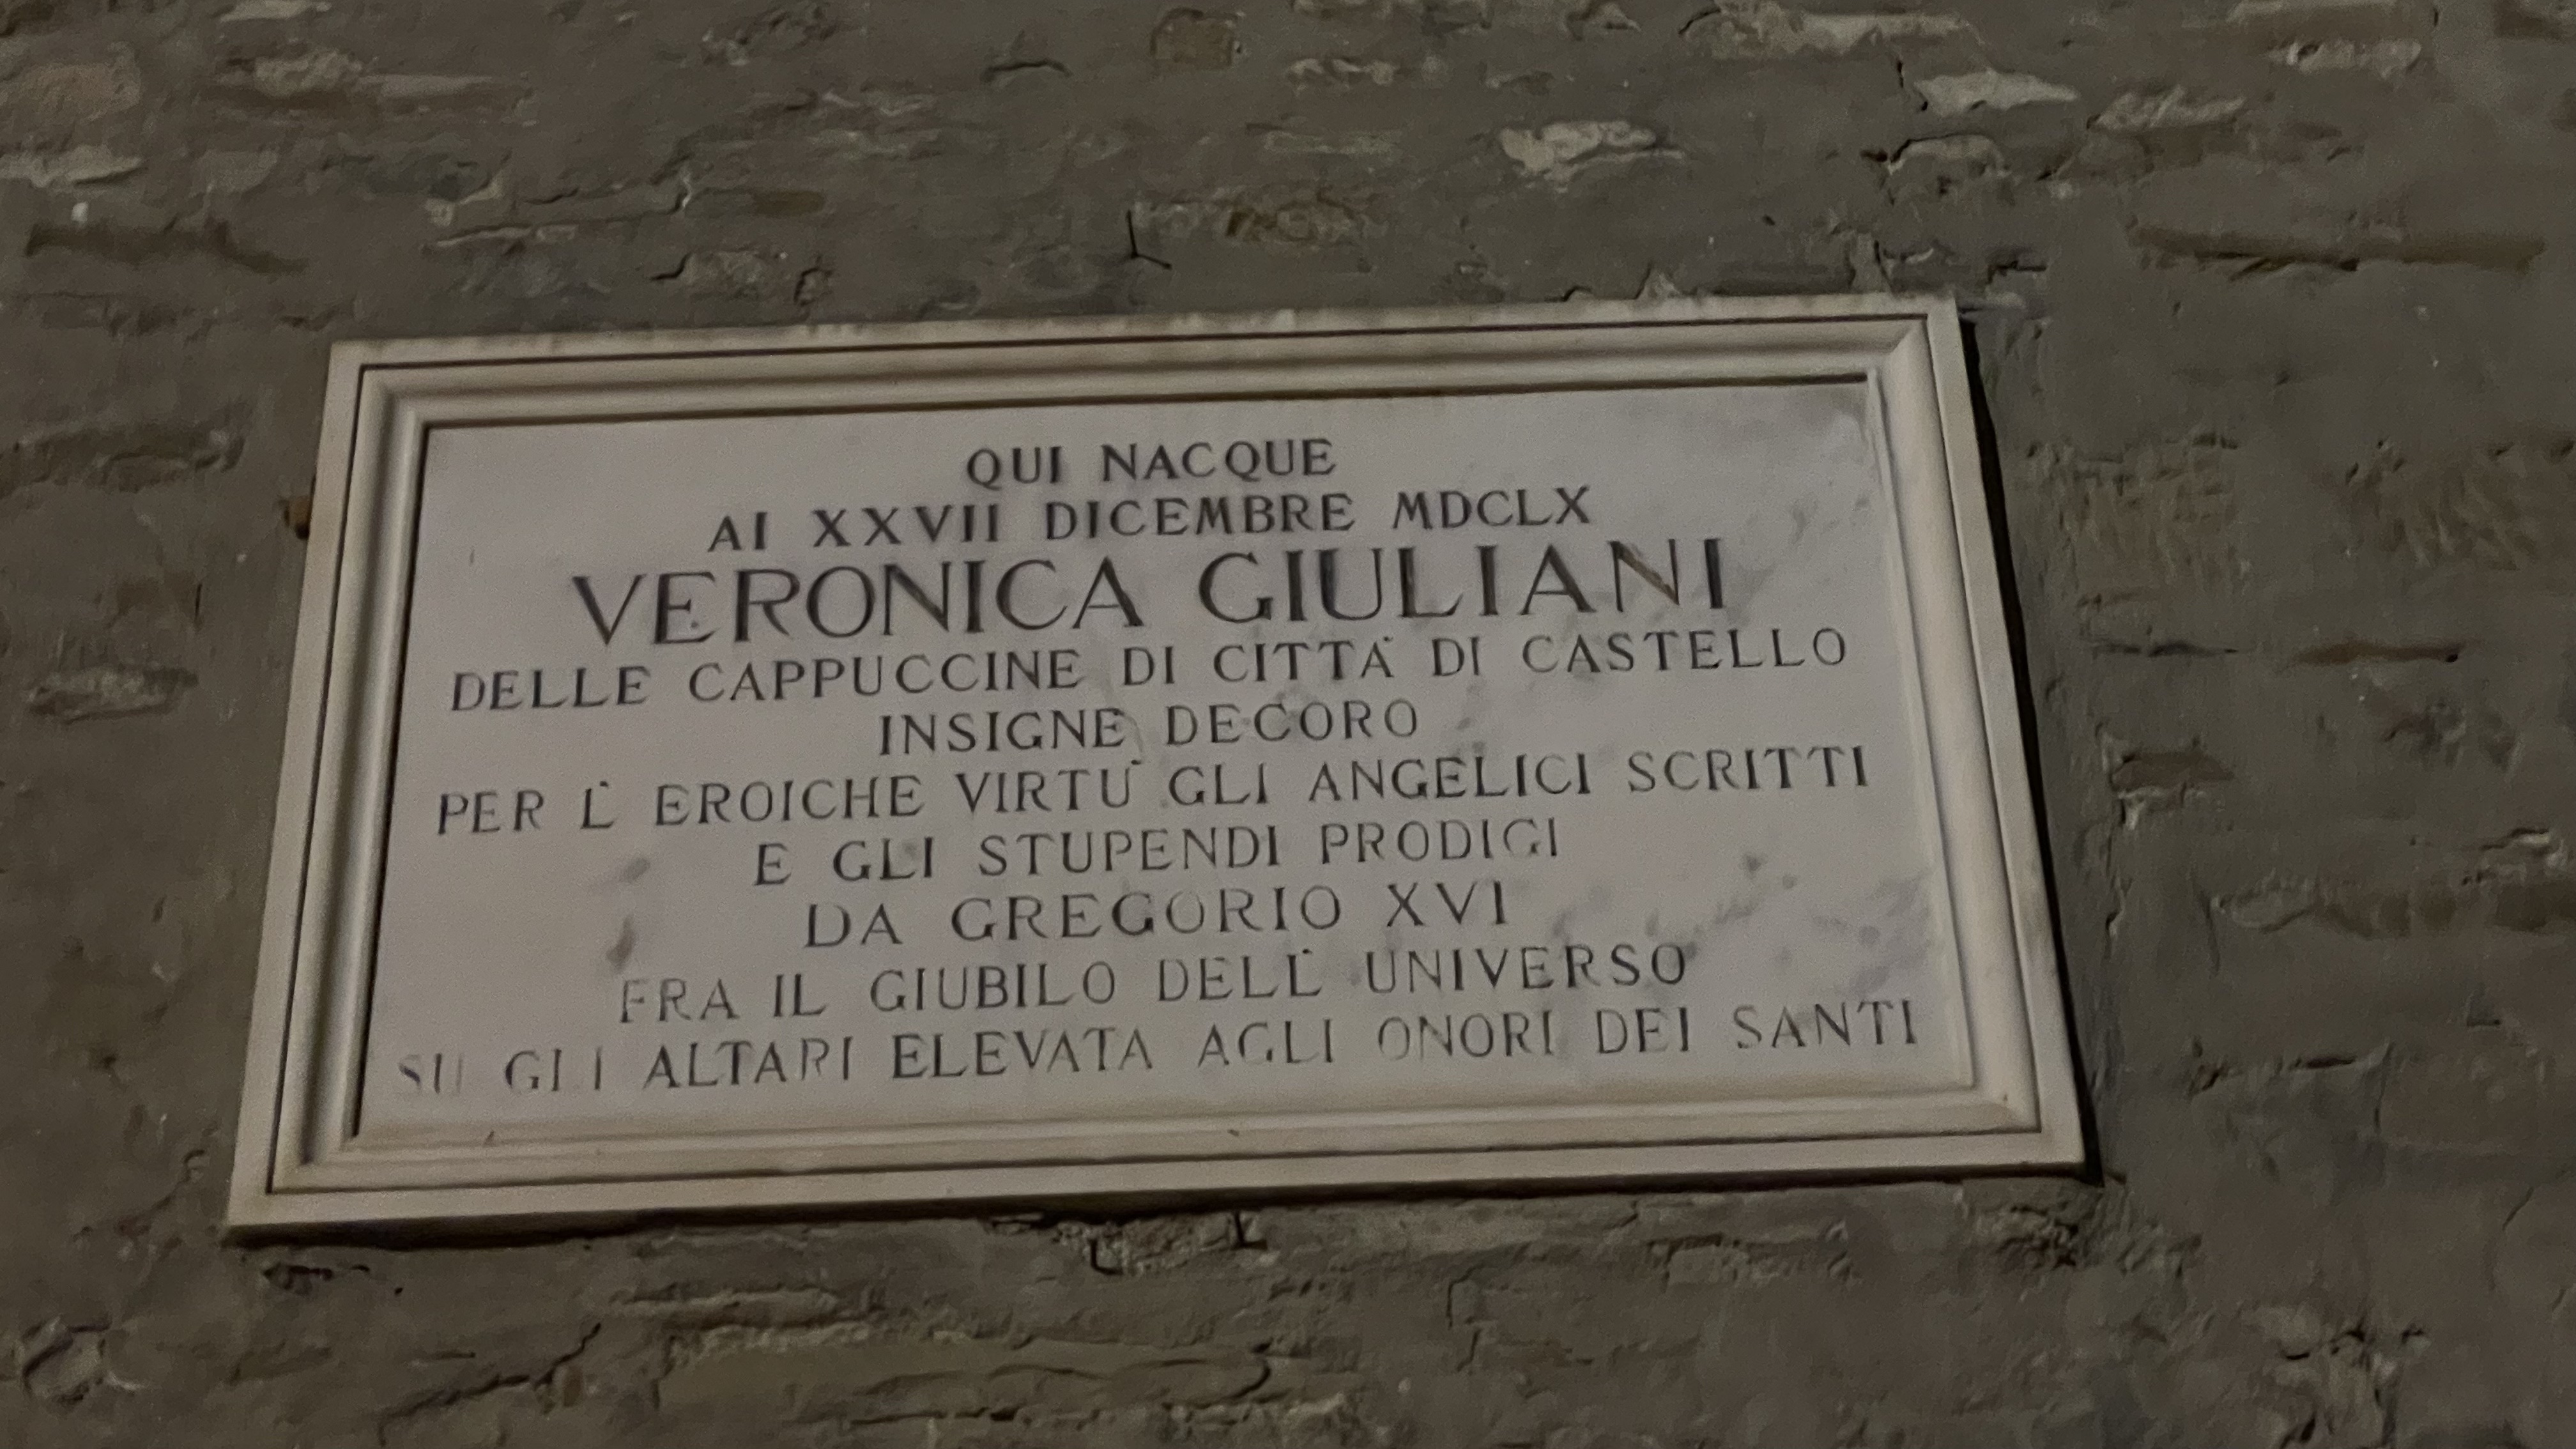 QUI NACQUE
AI XXVII DICEMBRE MDCLX
VERONICA GIULIANI
DELLE CAPPUCCINE DI CITTÀ DI CASTELLO
INSIGNE DECORO
PER L' EROICHE VIRTÙ GLI ANGELICI SCRITTI
E GLI STUPENDI PRODIGI
DA GREGORIO XVI
FRA IL GIUBILO DELL' UNIVERSO
SU GLI ALTARI ELEVATA AGLI ONORI DEI SANTI